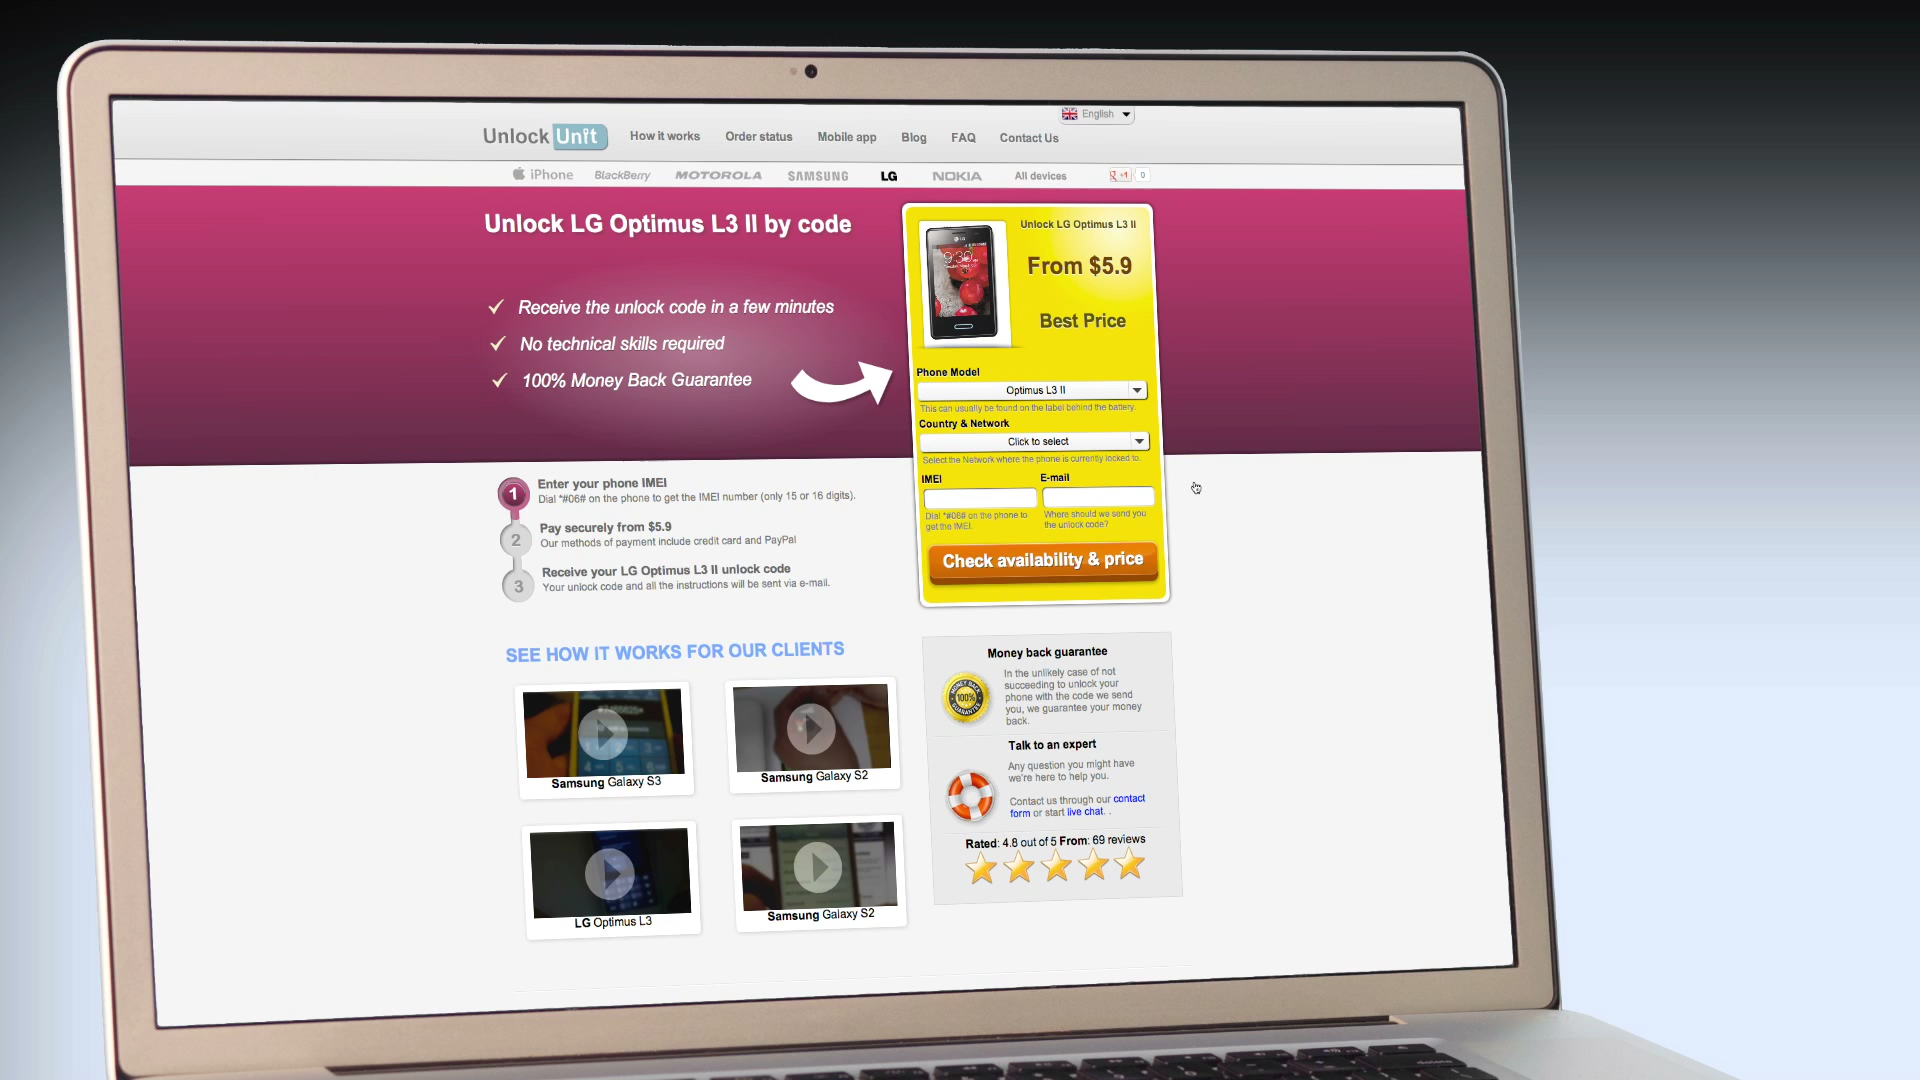 English
Unlock Unit
How it works
Order status
Mobile app
Blog
FAQ
Contact Us
iPhone
BlackBerry
MOTOROLA
SAMSUNG
LG
NOKIA
All devices
+1
0
Unlock LG Optimus L3 II by code
Receive the unlock code in a few minutes
No technical skills required
100% Money Back Guarantee
Unlock LG Optimus L3 II
From $5.9
Best Price
LG
9:30
Phone Model
Optimus L3 II
This can usually be found on the label behind the battery.
Country & Network
Click to select
Select the Network where the phone is currently locked to.
IMEI
E-mail
Dial *#06# on the phone to
get the IMEI.
Where should we send you
the unlock code?
Check availability & price
1
Enter your phone IMEI
Dial *#06# on the phone to get the IMEI number (only 15 or 16 digits).
2
Pay securely from $5.9
Our methods of payment include credit card and PayPal
3
Receive your LG Optimus L3 II unlock code
Your unlock code and all the instructions will be sent via e-mail.
SEE HOW IT WORKS FOR OUR CLIENTS
Samsung Galaxy S3
Samsung Galaxy S2
LG Optimus L3
Samsung Galaxy S2
Money back guarantee
MONEY BACK
100%
GUARANTEE
In the unlikely case of not
succeeding to unlock your
phone with the code we send
you, we guarantee your money
back.
Talk to an expert
Any question you might have
we're here to help you.
Contact us through our contact
form or start live chat. .
Rated: 4.8 out of 5 From: 69 reviews